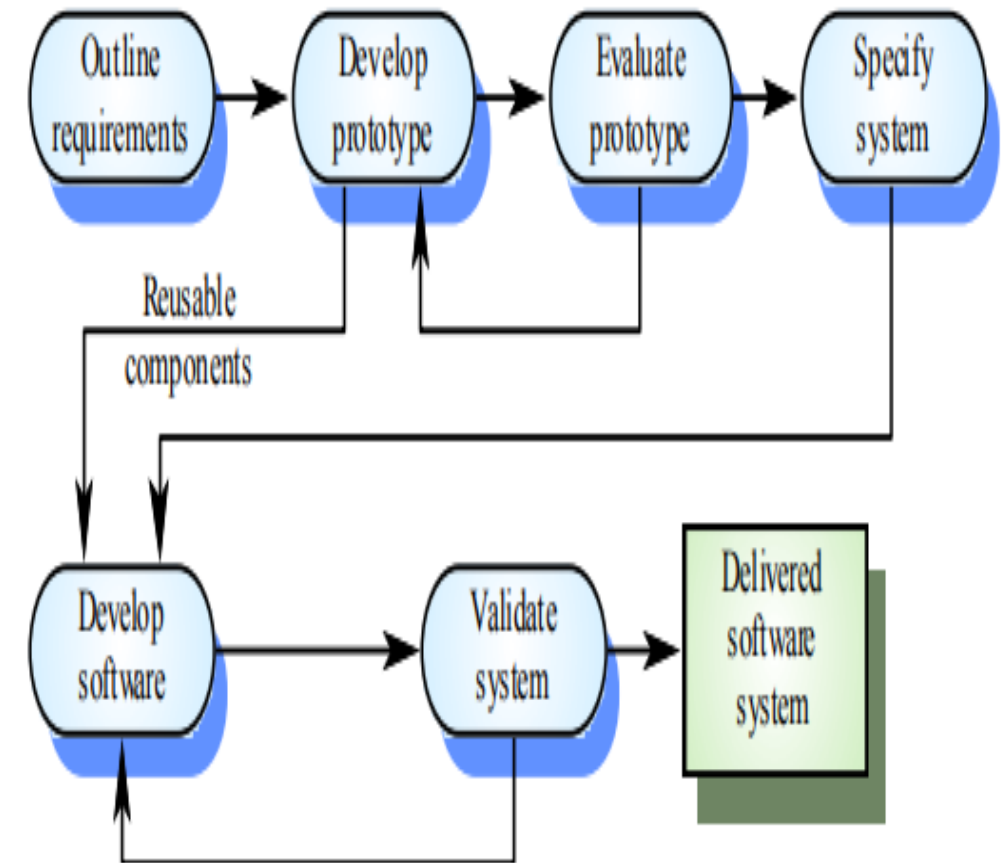 Outline
requirements
Develop
prototype
Evaluate
prototype
Specify
system
Reusable
components
Develop
software
Validate
system
Delivered
software
system